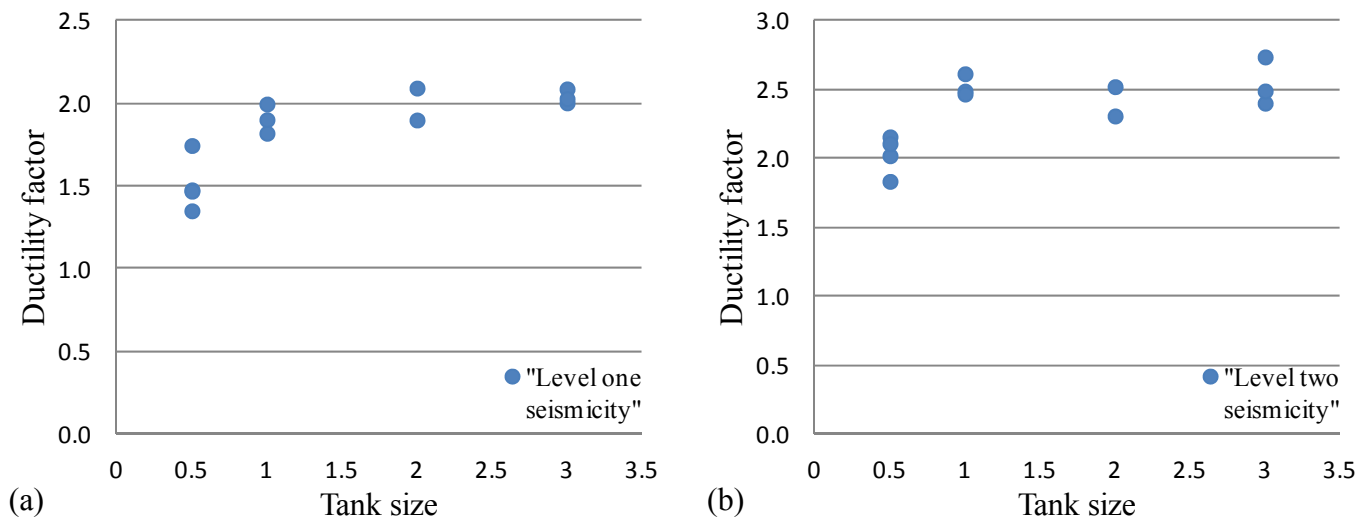 2.5
2.0
1.5
1.0
0.5
0.0
Ductility factor
"Level one
seismicity"
0 0.5 1 1.5 2 2.5 3 3.5
(a) Tank size
3.0
2.5
2.0
1.5
1.0
0.5
0.0
Ductility factor
"Level two
seismicity"
0 0.5 1 1.5 2 2.5 3 3.5
(b) Tank size